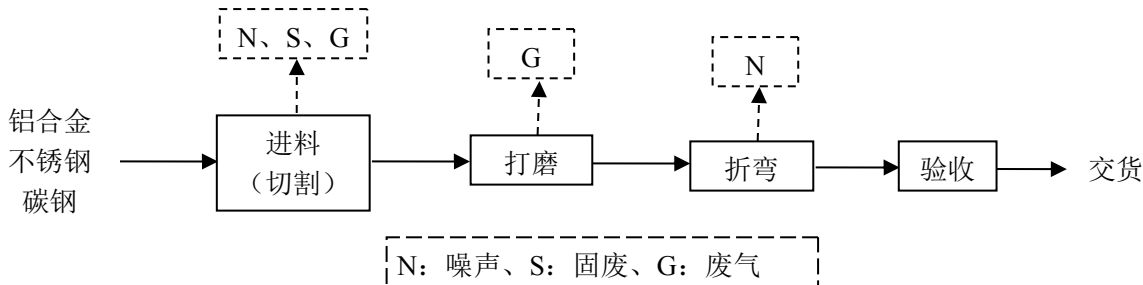 N、S、G
G
N
铝合金
不锈钢
碳钢
进料
（切割）
打磨
折弯
验收
交货
N：噪声、S：固废、G：废气